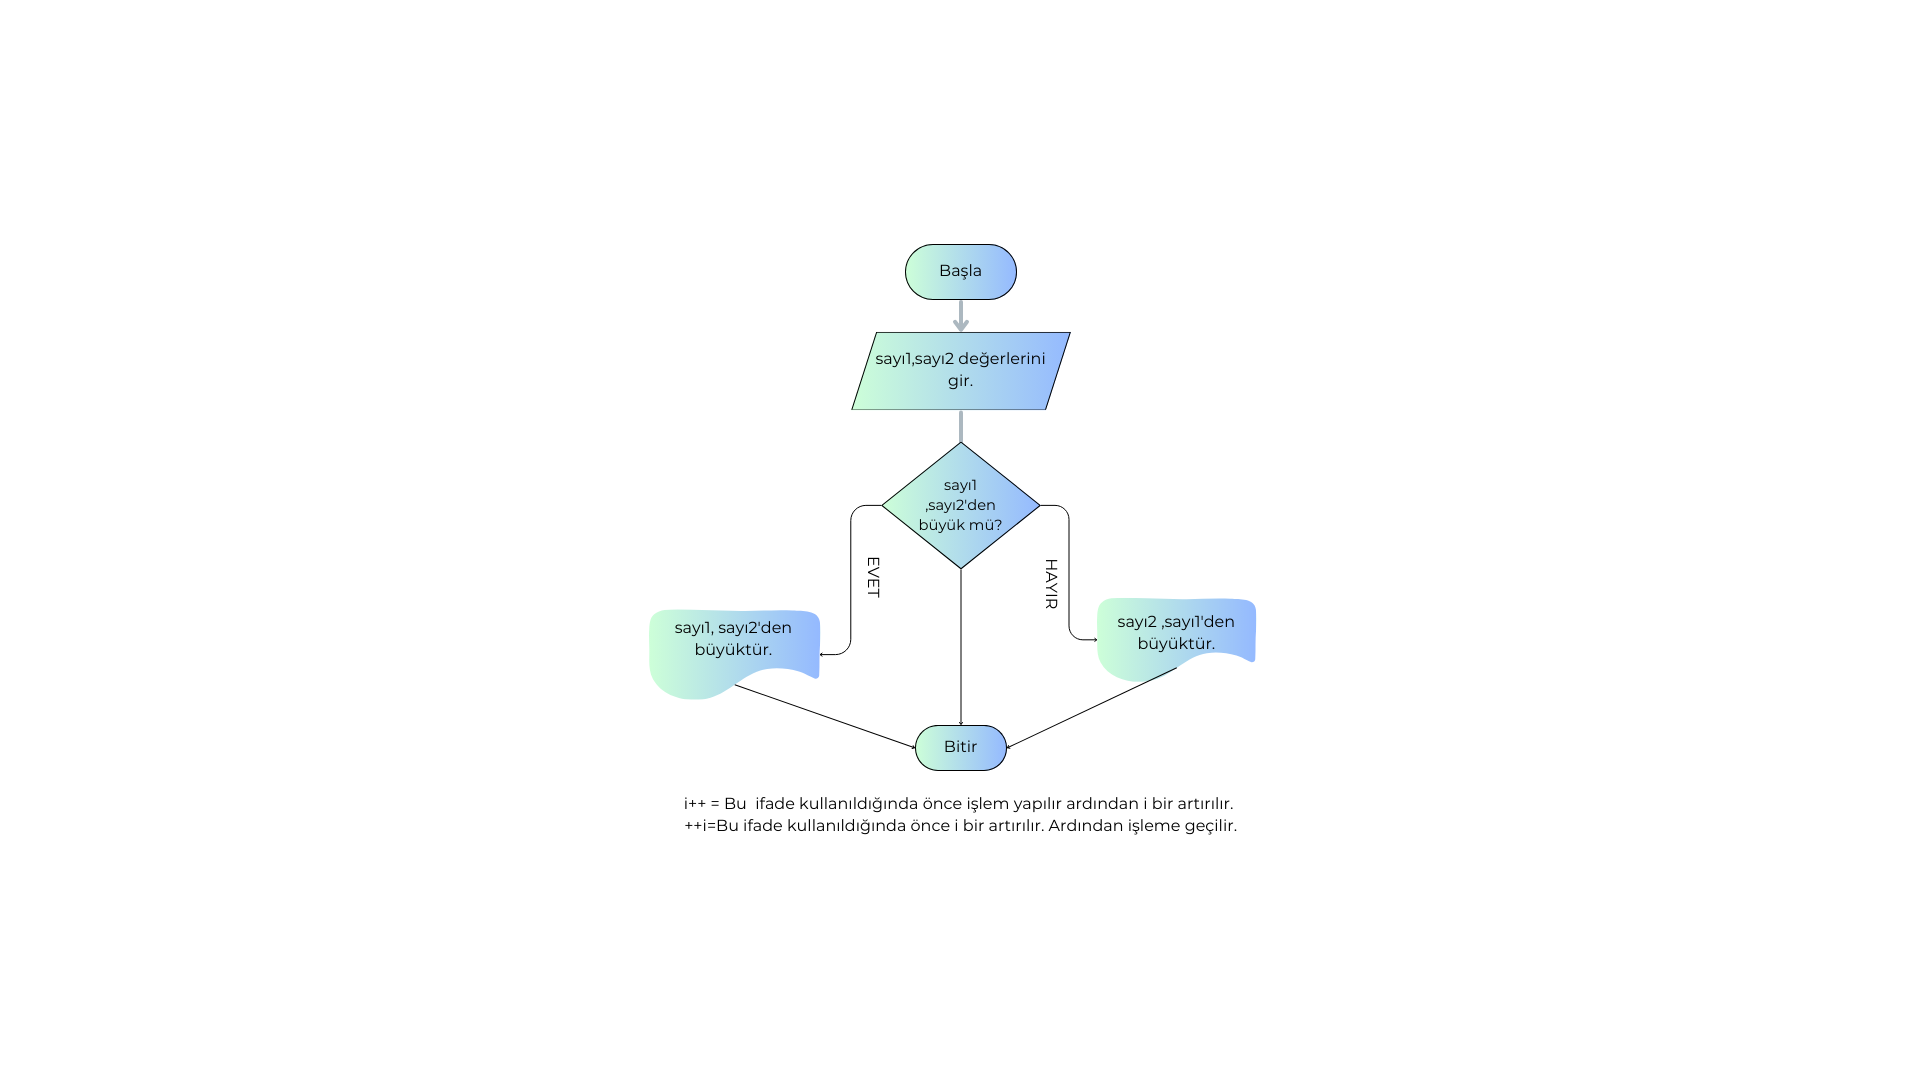 Başla
sayı1,sayı2 değerlerini
gir.
sayı1
,sayı2'den
büyük mü?
EVET
HAYIR
sayı1, sayı2'den
büyüktür.
sayı2 ,sayı1'den
büyüktür.
Bitir
i++ = Bu  ifade kullanıldığında önce işlem yapılır ardından i bir artırılır.
++i=Bu ifade kullanıldığında önce i bir artırılır. Ardından işleme geçilir.